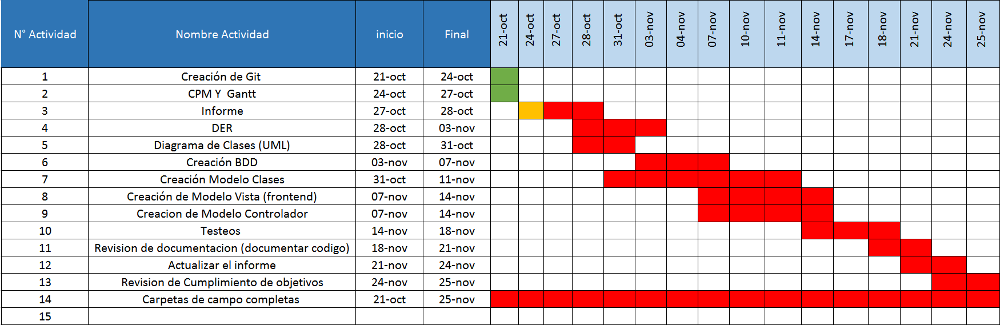 N° Actividad Nombre Actividad inicio Final 21-oct 24-oct 27-oct 28-oct 31-oct 03-nov 04-nov 07-nov 10-nov 11-nov 14-nov 17-nov 18-nov 21-nov 24-nov 25-nov
1 Creación de Git 21-oct 24-oct
2 CPM Y  Gantt 24-oct 27-oct
3 Informe 27-oct 28-oct
4 DER 28-oct 03-nov
5 Diagrama de Clases (UML) 28-oct 31-oct
6 Creación BDD 03-nov 07-nov
7 Creación Modelo Clases 31-oct 11-nov
8 Creación de Modelo Vista (frontend) 07-nov 14-nov
9 Creacion de Modelo Controlador 07-nov 14-nov
10 Testeos 14-nov 18-nov
11 Revision de documentacion (documentar codigo) 18-nov 21-nov
12 Actualizar el informe 21-nov 24-nov
13 Revision de Cumplimiento de objetivos 24-nov 25-nov
14 Carpetas de campo completas 21-oct 25-nov
15